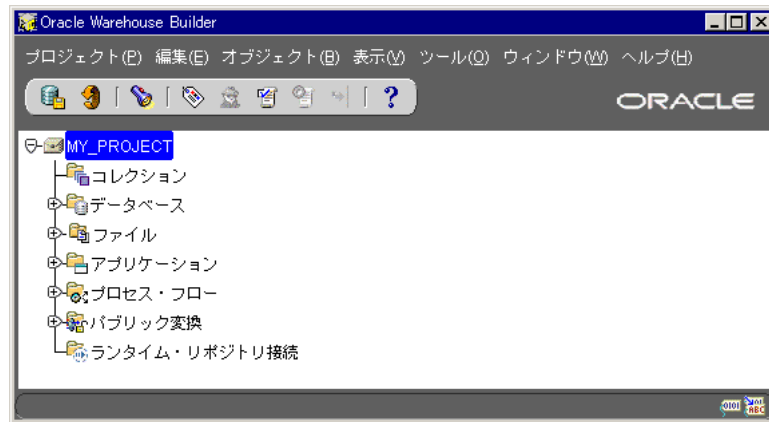 Oracle Warehouse Builder
プロジェクト(P) 編集(E) オブジェクト(B) 表示(V) ツール(O) ウィンドウ(W) ヘルプ(H)
ORACLE
MY_PROJECT
コレクション
データベース
ファイル
アプリケーション
プロセス・フロー
パブリック変換
ランタイム・リポジトリ接続
0101
ABC